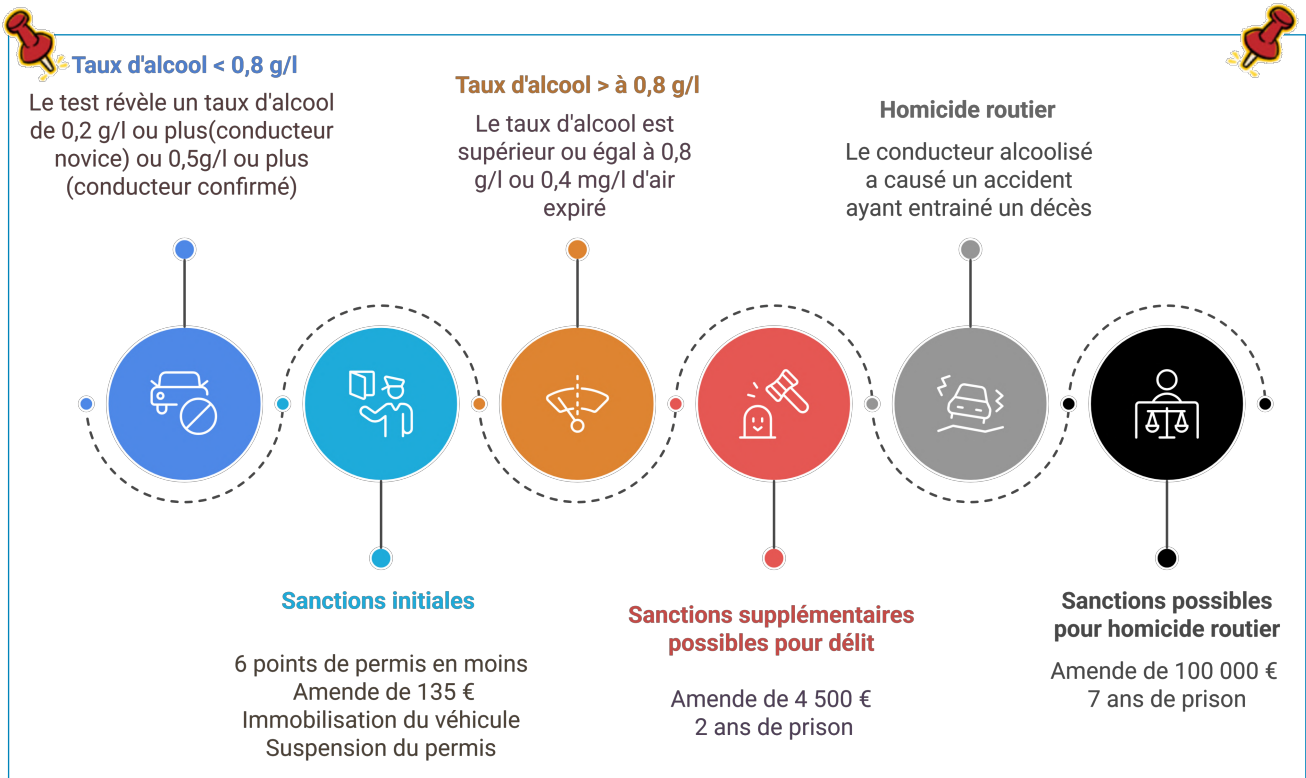 Taux d'alcool < 0,8 g/l
Le test révèle un taux d'alcool
de 0,2 g/l ou plus(conducteur
novice) ou 0,5g/l ou plus
(conducteur confirmé)
Taux d'alcool > à 0,8 g/l
Le taux d'alcool est
supérieur ou égal à 0,8
g/l ou 0,4 mg/l d'air
expiré
Homicide routier
Le conducteur alcoolisé
a causé un accident
ayant entrainé un décès
Sanctions initiales
6 points de permis en moins
Amende de 135 €
Immobilisation du véhicule
Suspension du permis
Sanctions supplémentaires
possibles pour délit
Amende de 4 500 €
2 ans de prison
Sanctions possibles
pour homicide routier
Amende de 100 000 €
7 ans de prison